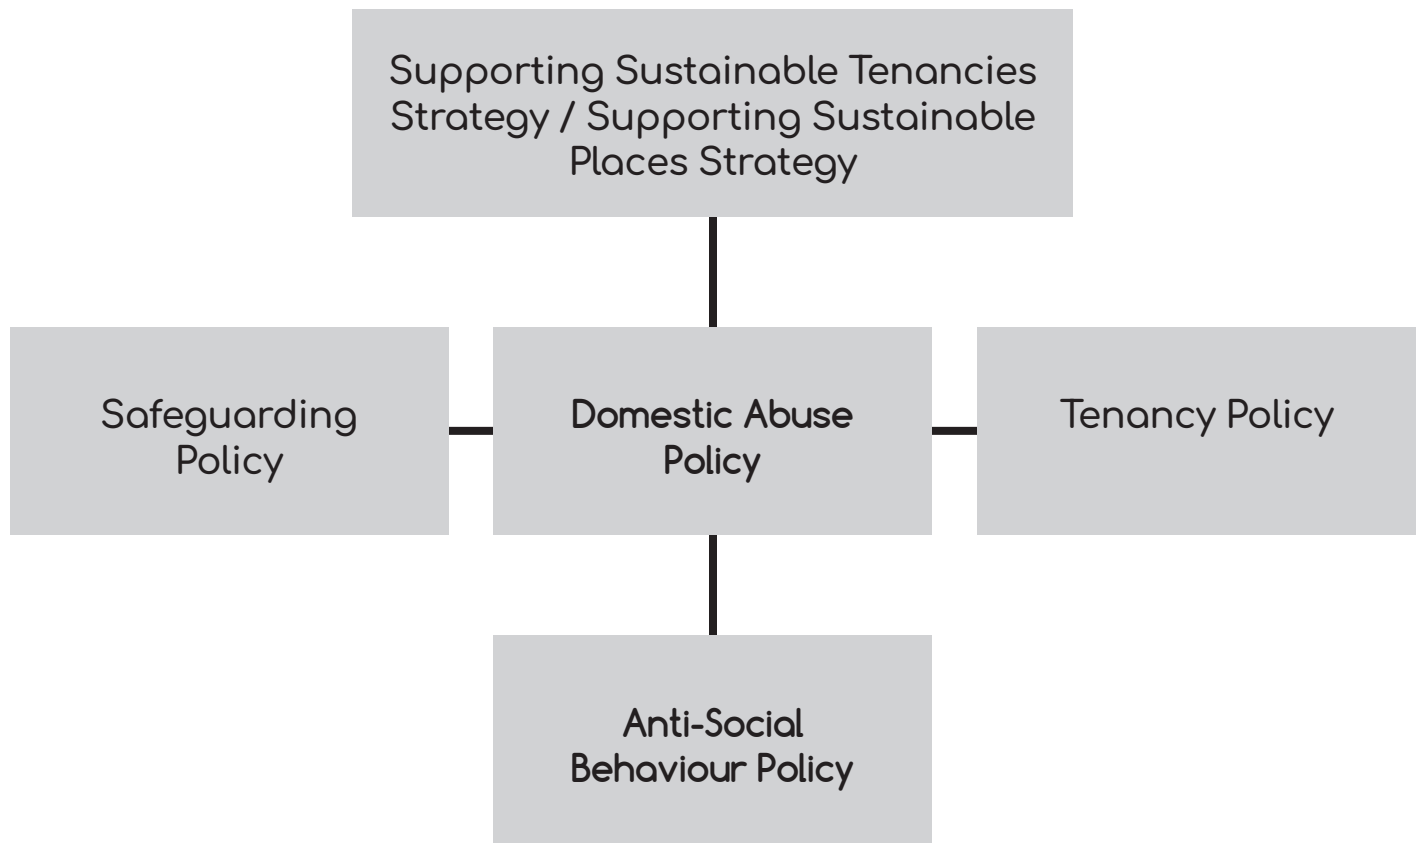 Supporting Sustainable Tenancies
Strategy / Supporting Sustainable
Places Strategy
Safeguarding
Policy
Domestic Abuse
Policy
Tenancy Policy
Anti-Social
Behaviour Policy